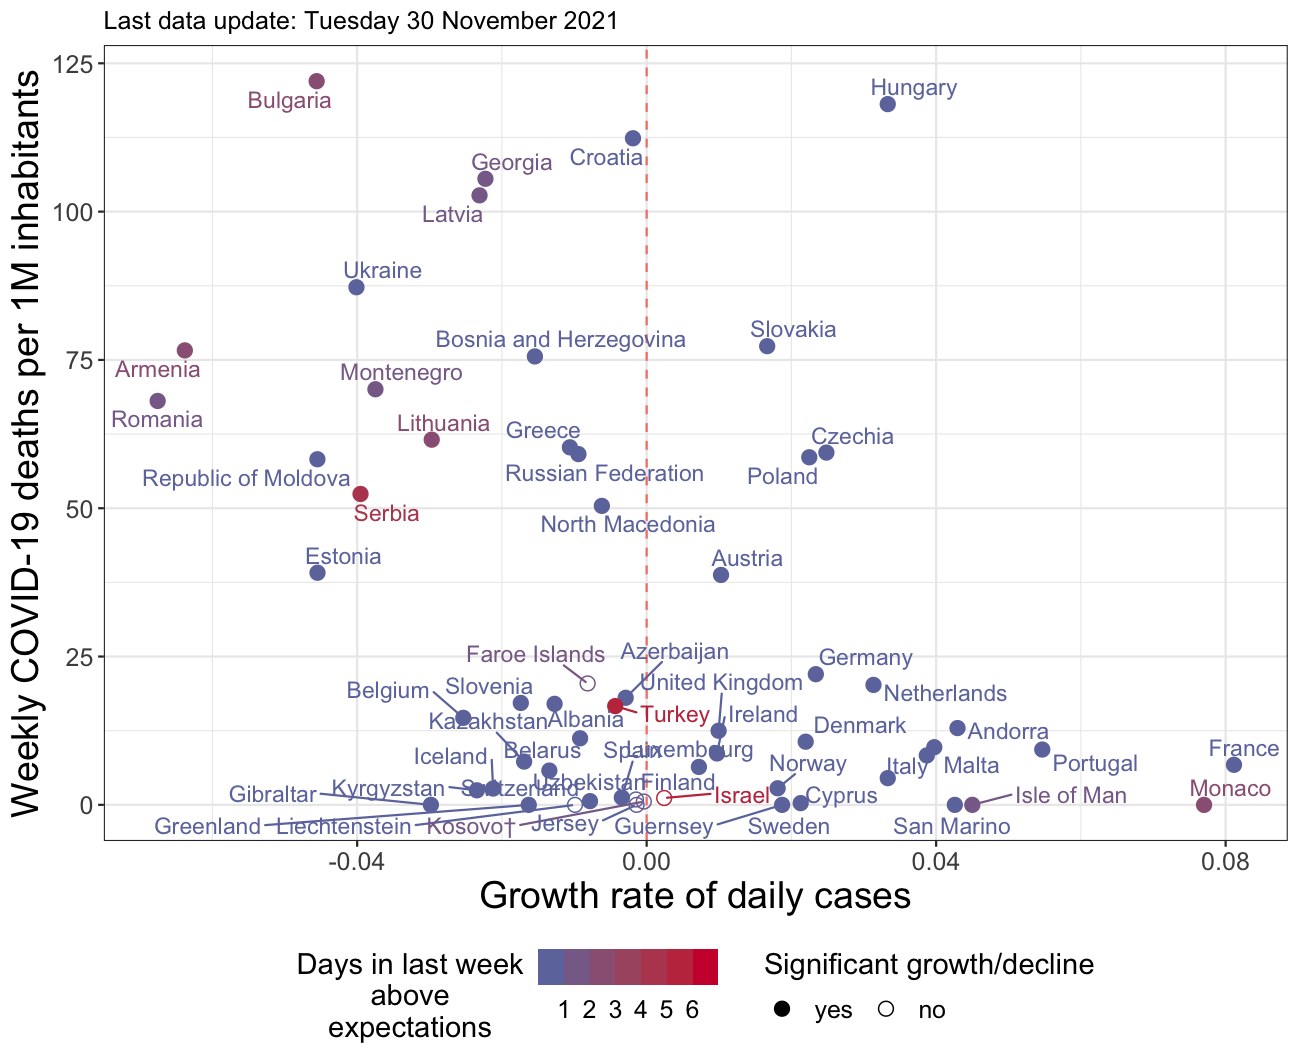 Last data update: Tuesday 30 November 2021
Weekly COVID-19 deaths per 1M inhabitants
125
100
75
50
25
0
Bulgaria
Hungary
Croatia
Georgia
Latvia
Ukraine
Slovakia
Bosnia and Herzegovina
Armenia
Montenegro
Romania
Lithuania
Greece
Czechia
Republic of Moldova
Russian Federation
Poland
Serbia
North Macedonia
Estonia
Austria
Faroe Islands
Azerbaijan
Germany
Belgium
Slovenia
United Kingdom
Netherlands
Kazakhstan
Albania
Turkey
Ireland
Denmark
Andorra
Iceland
Belarus
Spain
Luxembourg
Norway
Italy
Malta
Portugal
France
Gibraltar
Kyrgyzstan
Switzerland
Uzbekistan
Finland
Israel
Cyprus
Isle of Man
Monaco
Greenland
Liechtenstein
Kosovo†
Jersey
Guernsey
Sweden
San Marino
-0.04
0.00
0.04
0.08
Growth rate of daily cases
Days in last week
above
expectations
1 2 3 4 5 6
Significant growth/decline
yes
no